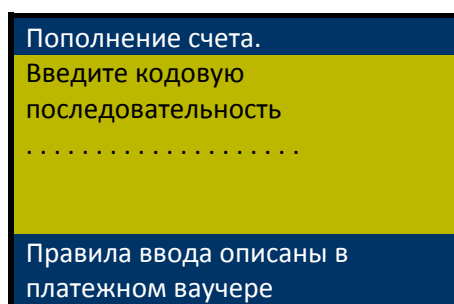 Пополнение счета.
Введите кодовую
последовательность
. . . . . . . . . . . . . . . . . . . .
Правила ввода описаны в
платежном ваучере